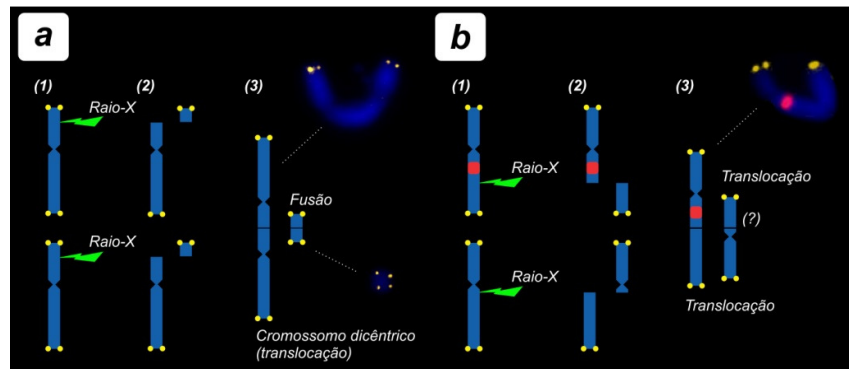 a
(1)
(2)
(3)
Raio-X
Raio-X
Fusão
Cromossomo dicêntrico
(translocação)
b
(1)
(2)
(3)
Raio-X
Raio-X
Translocação
(?)
Translocação